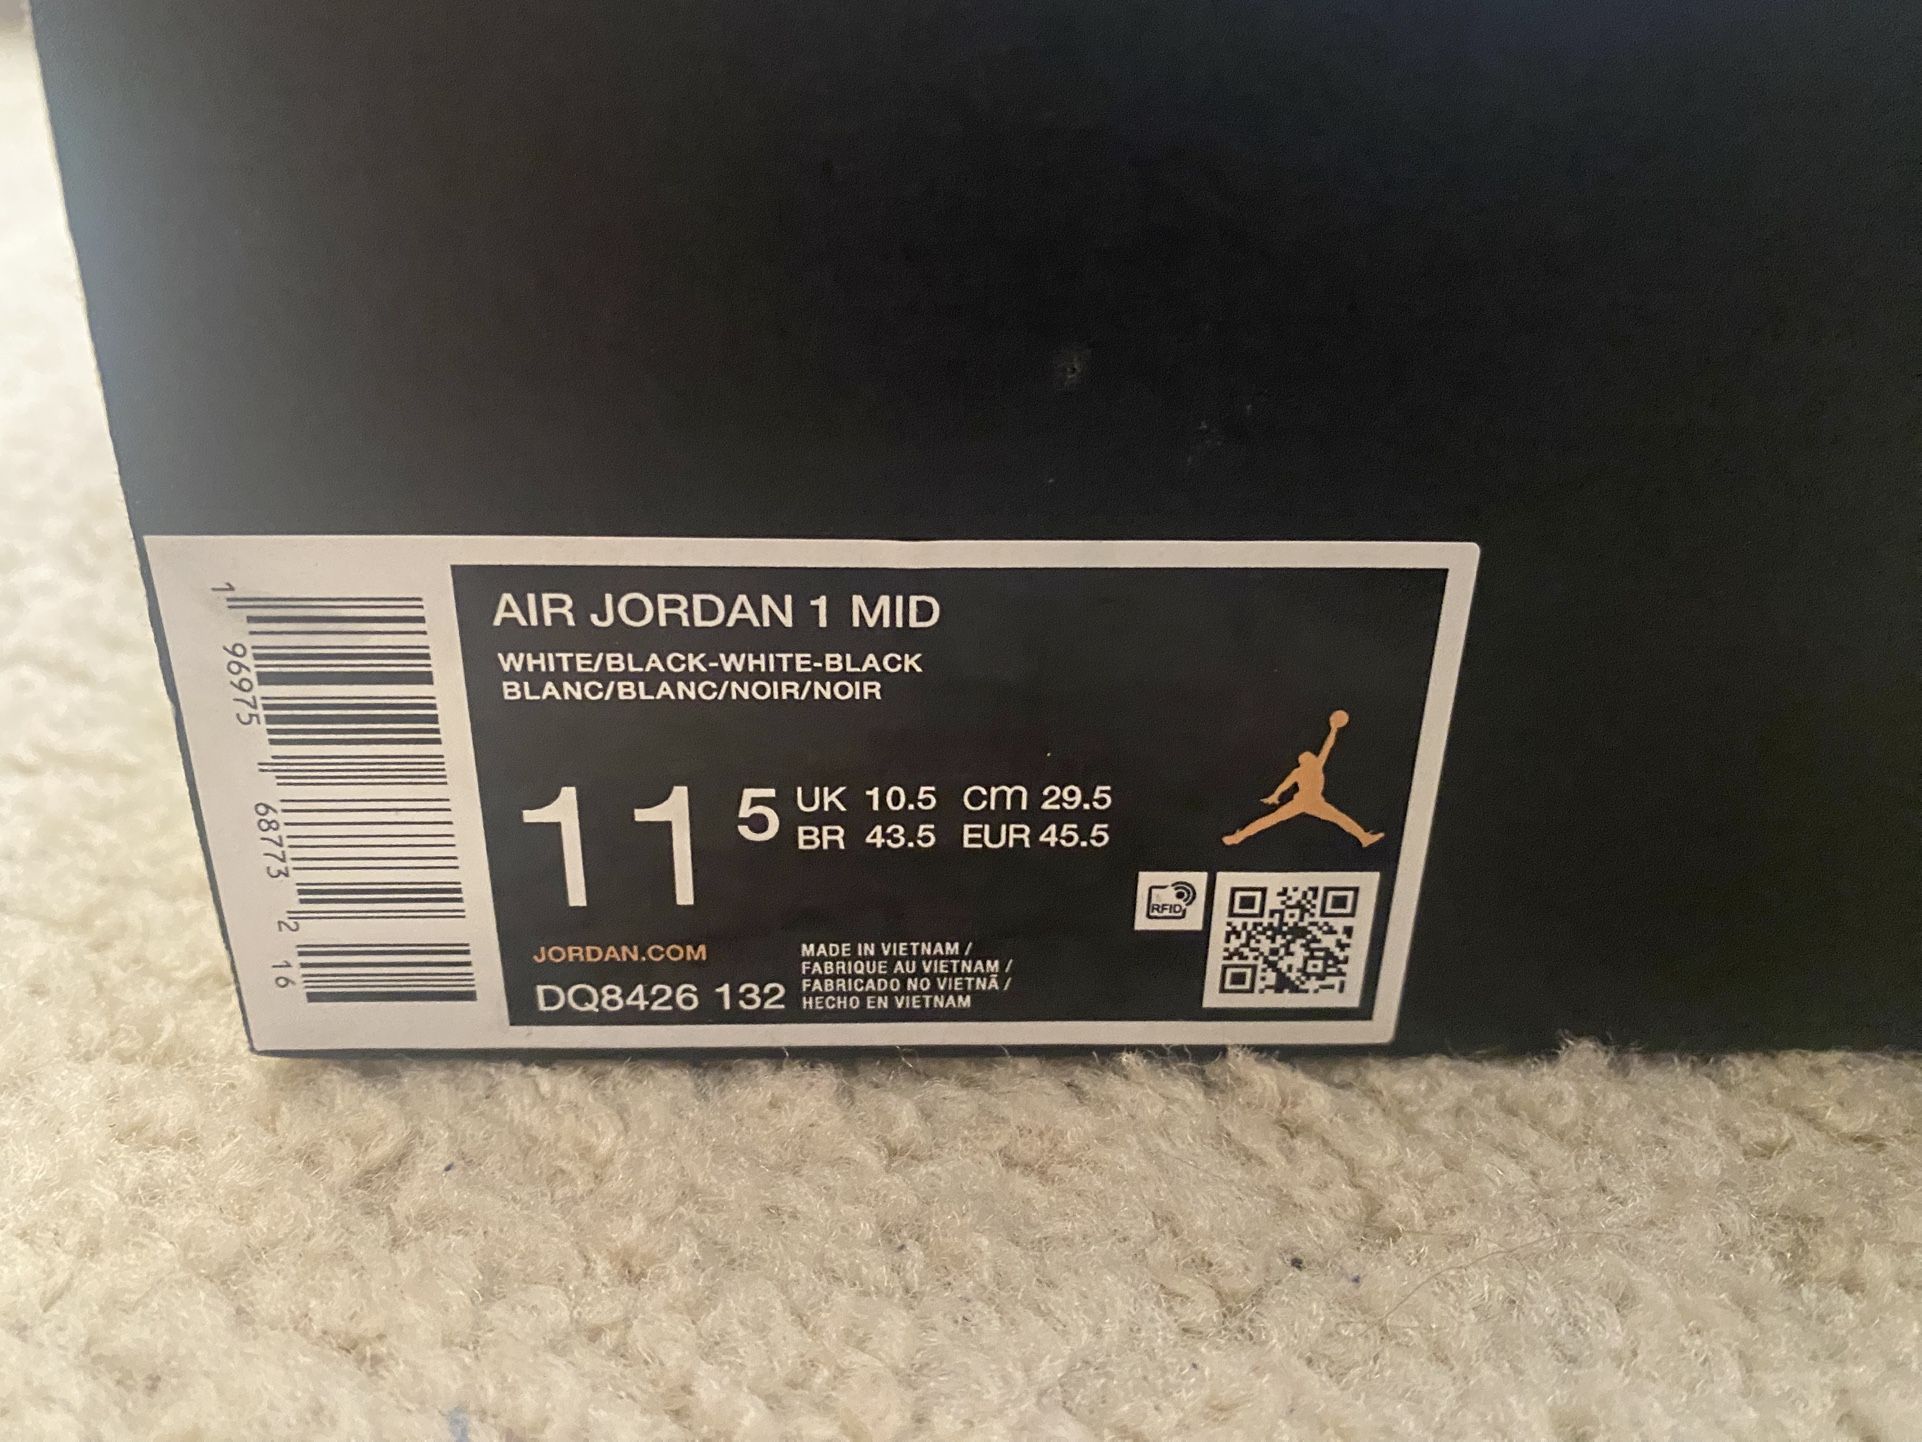 AIR JORDAN 1 MID
WHITE/BLACK-WHITE-BLACK
BLANC/BLANC/NOIR/NOIR
11 5 UK 10.5 CM 29.5
BR 43.5 EUR 45.5
RFID
JORDAN.COM
DQ8426 132
MADE IN VIETNAM /
FABRIQUE AU VIETNAM /
FABRICADO NO VIETNÃ /
HECHO EN VIETNAM
1 96975 68773 2 16